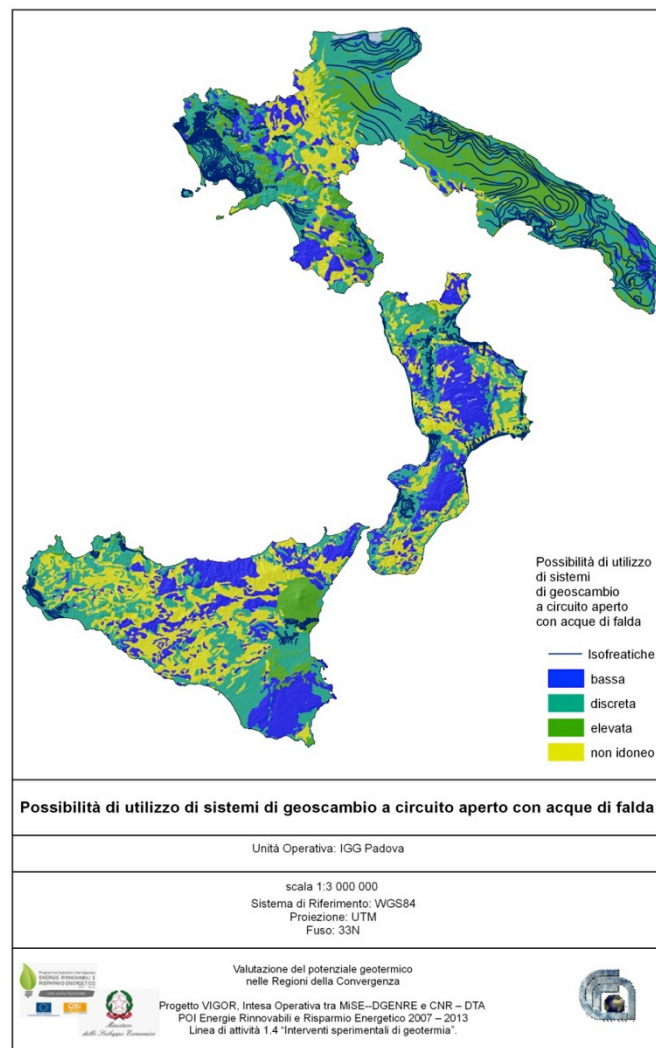 Possibilità di utilizzo
di sistemi
di geoscambio
a circuito aperto
con acque di falda
Isofreatiche
bassa
discreta
elevata
non idoneo
Possibilità di utilizzo di sistemi di geoscambio a circuito aperto con acque di falda
Unità Operativa: IGG Padova
scala 1:3 000 000
Sistema di Riferimento: WGS84
Proiezione: UTM
Fuso: 33N
ENERGIE RINNOVABILI E
RISPARMIO ENERGETICO
Ministero
dello Sviluppo Economico
Valutazione del potenziale geotermico
nelle Regioni della Convergenza
Progetto VIGOR, Intesa Operativa tra MiSE--DGENRE e CNR – DTA
POI Energie Rinnovabili e Risparmio Energetico 2007 – 2013
Linea di attività 1.4 “Interventi sperimentali di geotermia”.